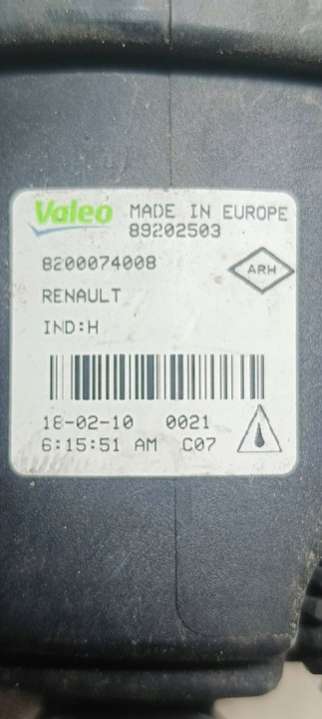 Valeo MADE IN EUROPE
89202503
8200074008
ARH
RENAULT
IND:H
18-02-10 0021
6:15:51 AM C07